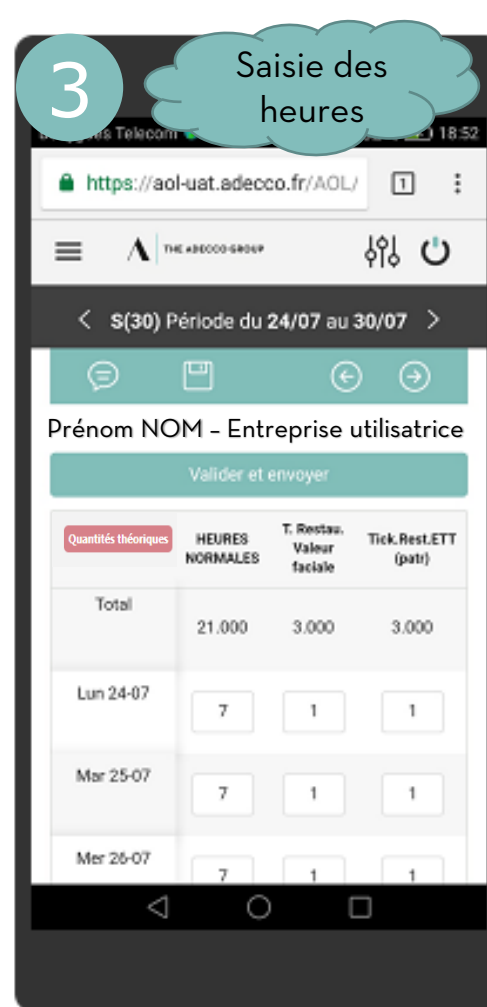 3
Saisie des
heures
Telecom
18:52
https://aol-uat.adecco.fr/AOL/
1
THE ADECCO GROUP
< S(30) Période du 24/07 au 30/07 >
Prénom NOM – Entreprise utilisatrice
Valider et envoyer
Quantités théoriques
HEURES
NORMALES
T. Restau.
Valeur
faciale
Tick.Rest.ETT
(patr)
Total
21.000 3.000 3.000
Lun 24-07
7 1 1
Mar 25-07
7 1 1
Mer 26-07
7 1 1